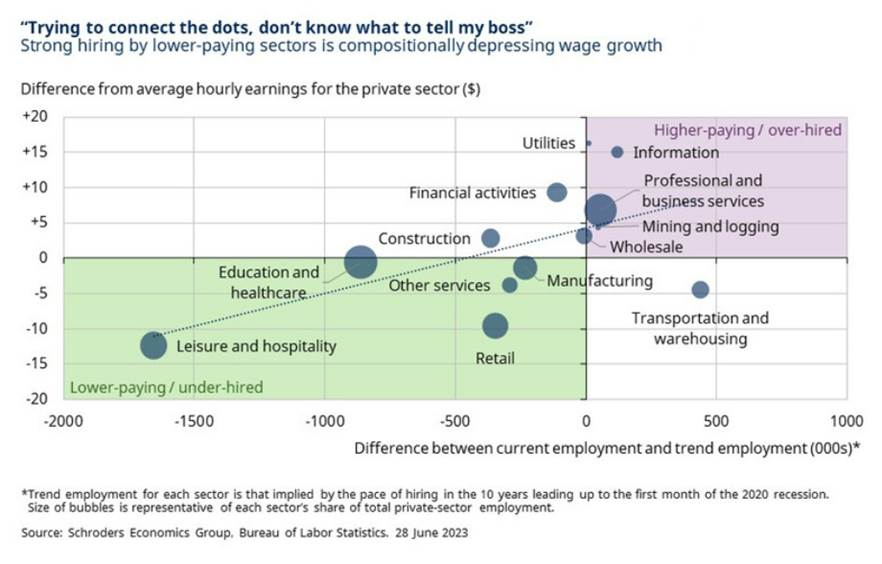 “Trying to connect the dots, don’t know what to tell my boss”
Strong hiring by lower-paying sectors is compositionally depressing wage growth
Difference from average hourly earnings for the private sector ($)
+20
+15
+10
+5
0
-5
-10
-15
-20
Higher-paying / over-hired
Utilities
Information
Financial activities
Professional and
business services
Construction
Mining and logging
Wholesale
Education and
healthcare
Other services
Manufacturing
Transportation and
warehousing
Leisure and hospitality
Retail
Lower-paying / under-hired
-2000
-1500
-1000
-500
0
500
1000
Difference between current employment and trend employment (000s)*
*Trend employment for each sector is that implied by the pace of hiring in the 10 years leading up to the first month of the 2020 recession.
Size of bubbles is representative of each sector's share of total private-sector employment.
Source: Schroders Economics Group, Bureau of Labor Statistics. 28 June 2023